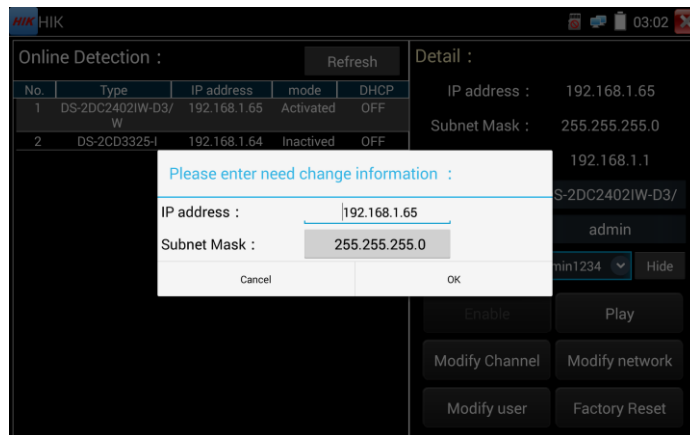 HIK HIK 03:02
Online Detection :
Refresh
No. Type IP address mode DHCP
1 DS-2DC2402IW-D3/ 192.168.1.65 Activated OFF
W
2 DS-2CD3325-I 192.168.1.64 Inactived OFF
Detail :
IP address : 192.168.1.65
Subnet Mask : 255.255.255.0
192.168.1.1
S-2DC2402IW-D3/
admin
min1234 Hide
Enable Play
Modify Channel Modify network
Modify user Factory Reset
Please enter need change information :
IP address : 192.168.1.65
Subnet Mask : 255.255.255.0
Cancel OK